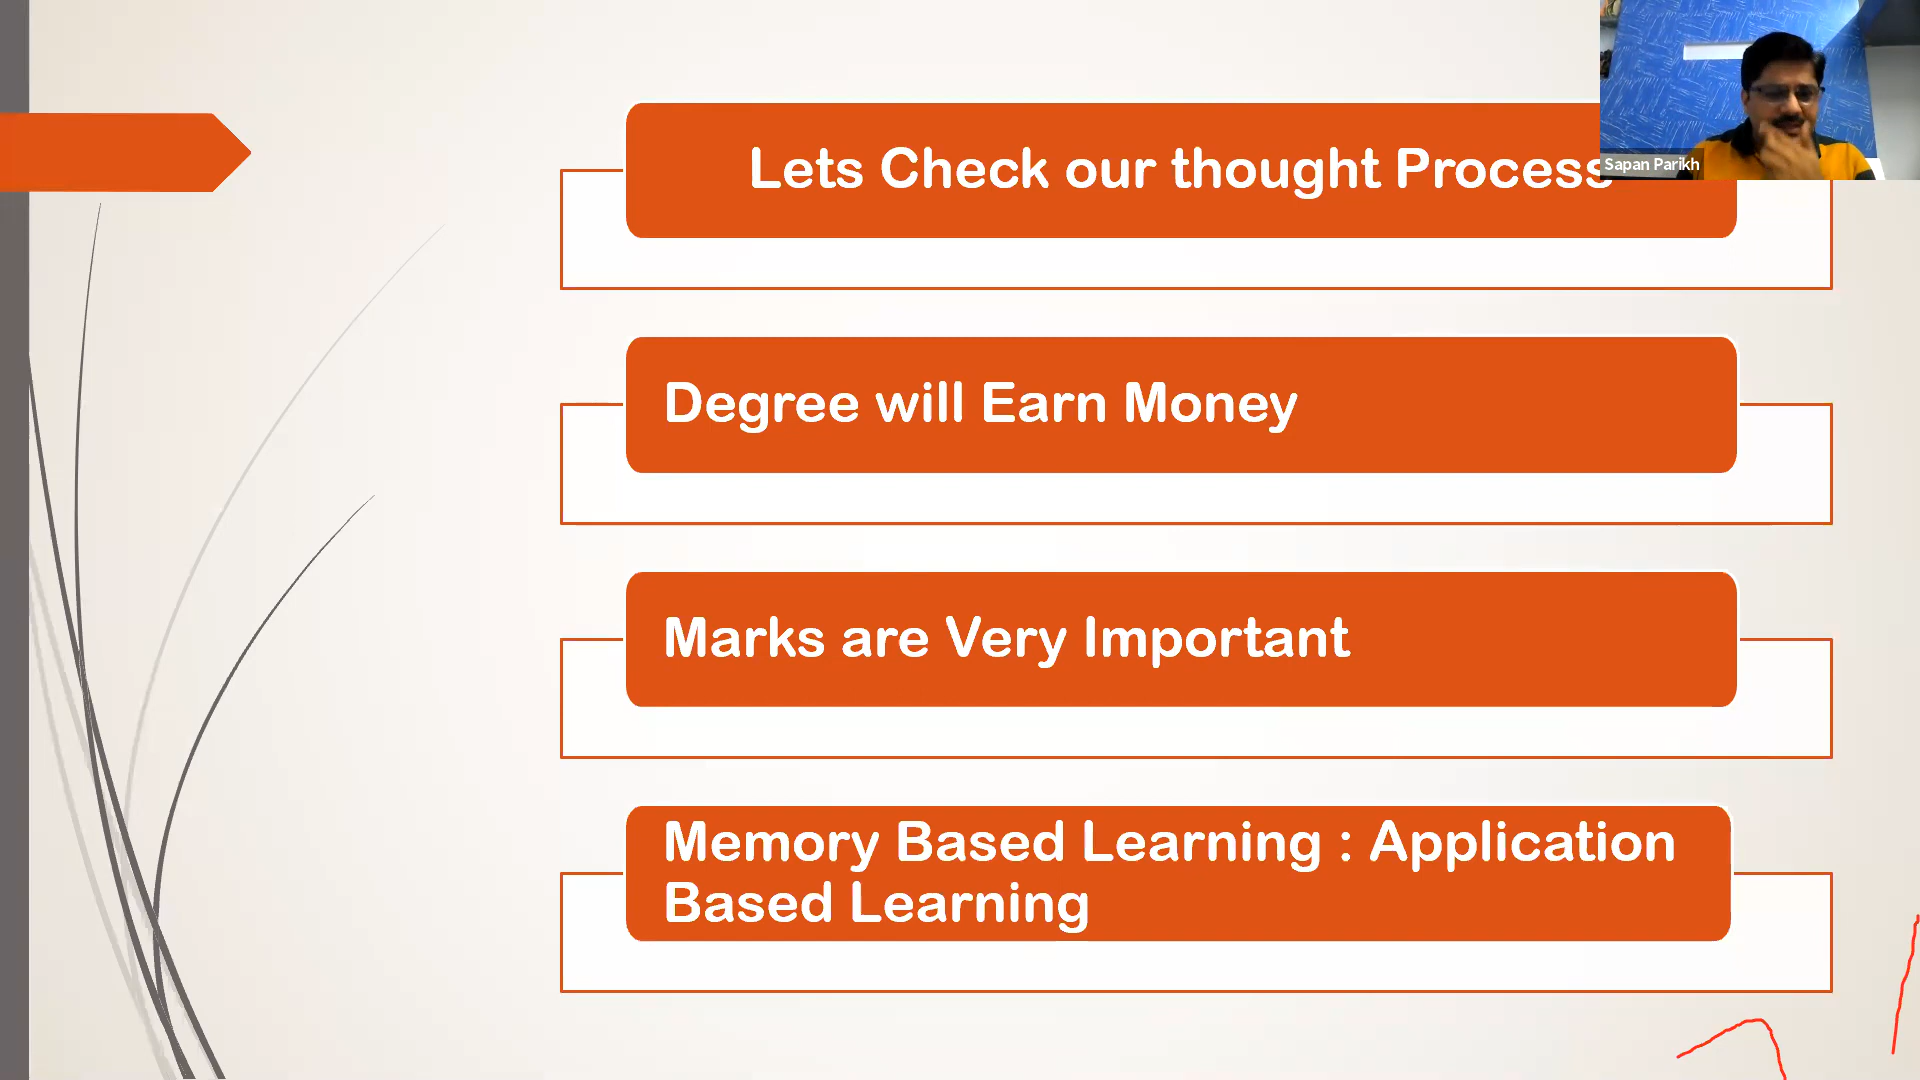 Lets Check our thought Process
Sapan Parikh
Degree will Earn Money
Marks are Very Important
Memory Based Learning : Application
Based Learning